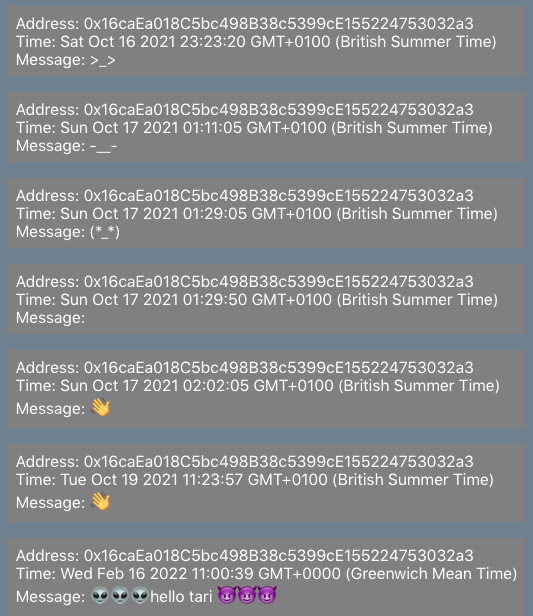 Address: 0x16caEa018C5bc498B38c5399cE155224753032a3
Time: Sat Oct 16 2021 23:23:20 GMT+0100 (British Summer Time)
Message: >_>
Address: 0x16caEa018C5bc498B38c5399cE155224753032a3
Time: Sun Oct 17 2021 01:11:05 GMT+0100 (British Summer Time)
Message: -__-
Address: 0x16caEa018C5bc498B38c5399cE155224753032a3
Time: Sun Oct 17 2021 01:29:05 GMT+0100 (British Summer Time)
Message: (*_*)
Address: 0x16caEa018C5bc498B38c5399cE155224753032a3
Time: Sun Oct 17 2021 01:29:50 GMT+0100 (British Summer Time)
Message:
Address: 0x16caEa018C5bc498B38c5399cE155224753032a3
Time: Sun Oct 17 2021 02:02:05 GMT+0100 (British Summer Time)
Message: 👋
Address: 0x16caEa018C5bc498B38c5399cE155224753032a3
Time: Tue Oct 19 2021 11:23:57 GMT+0100 (British Summer Time)
Message: 👋
Address: 0x16caEa018C5bc498B38c5399cE155224753032a3
Time: Wed Feb 16 2022 11:00:39 GMT+0000 (Greenwich Mean Time)
Message: 👽👽👽hello tari 😈😈😈